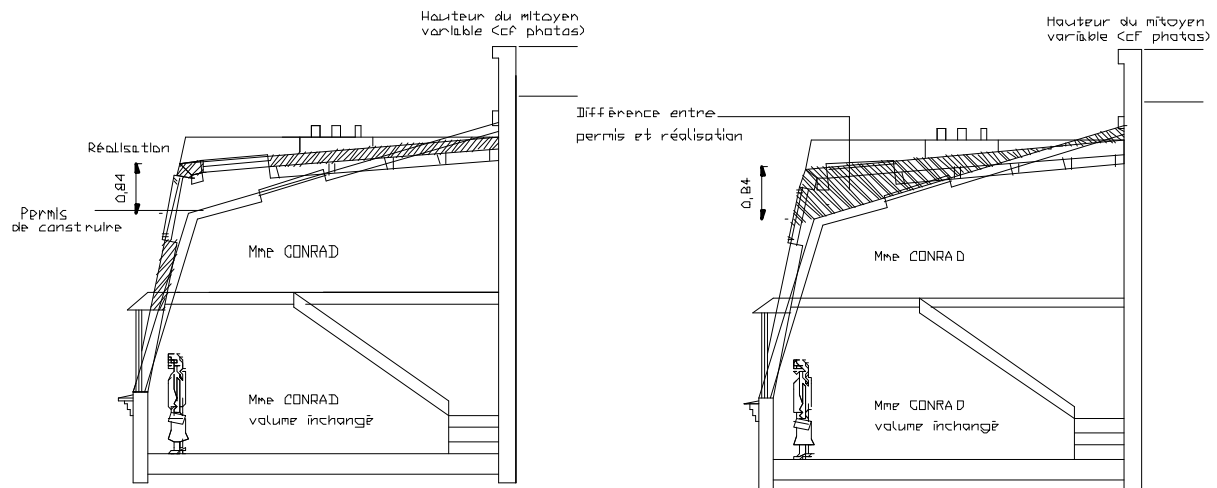 Hauteur du mitoyen
variable (cf photos)
Réalisation
0,84
Permis
de construire
Mme CONRAD
Mme CONRAD
volume inchangé
Hauteur du mitoyen
variable (cf photos)
Différence entre
permis et réalisation
0,84
Mme CONRAD
Mme CONRAD
volume inchangé